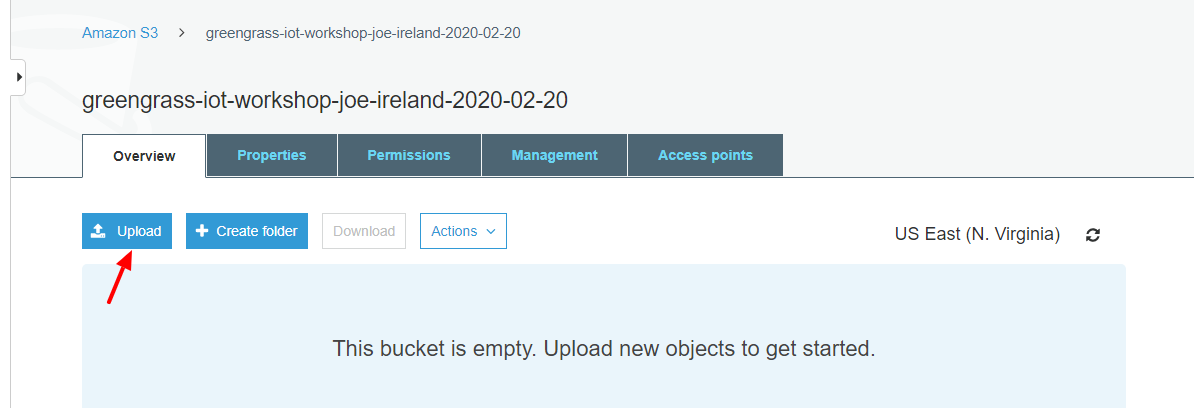 Amazon S3 > greengrass-iot-workshop-joe-ireland-2020-02-20
greengrass-iot-workshop-joe-ireland-2020-02-20
Overview Properties Permissions Management Access points
Upload Create folder Download Actions US East (N. Virginia)
This bucket is empty. Upload new objects to get started.